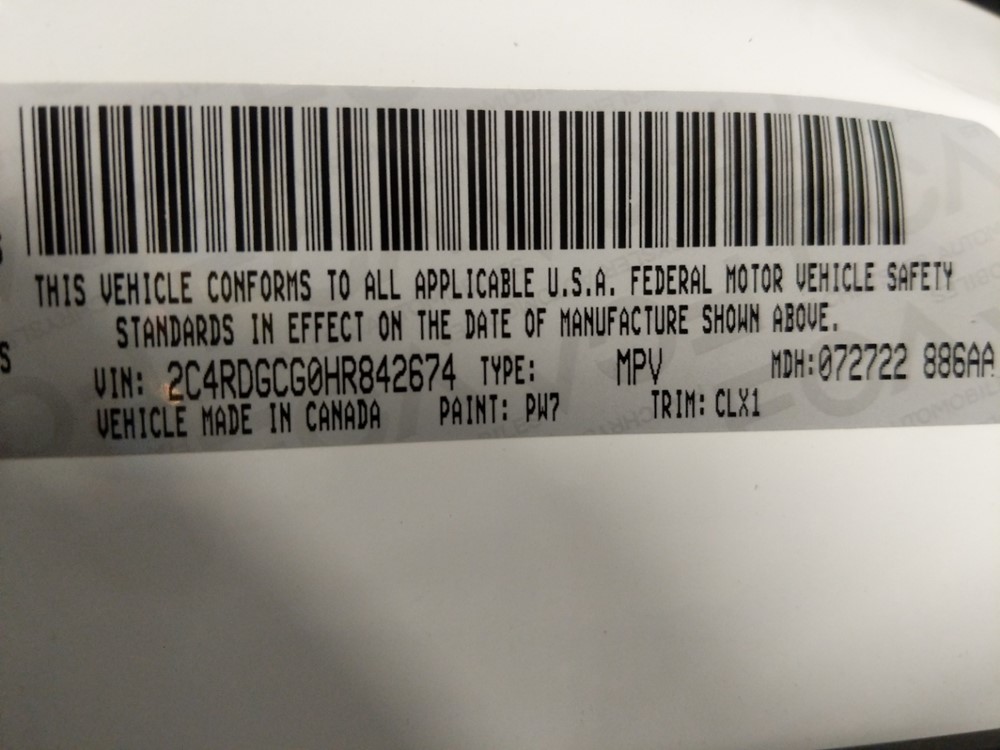 THIS VEHICLE CONFORMS TO ALL APPLICABLE U.S.A. FEDERAL MOTOR VEHICLE SAFETY
STANDARDS IN EFFECT ON THE DATE OF MANUFACTURE SHOWN ABOVE.
VIN: 2C4RDGCG0HR842674 TYPE: MPV MDH:072722 886AA
VEHICLE MADE IN CANADA PAINT: PW7 TRIM: CLX1